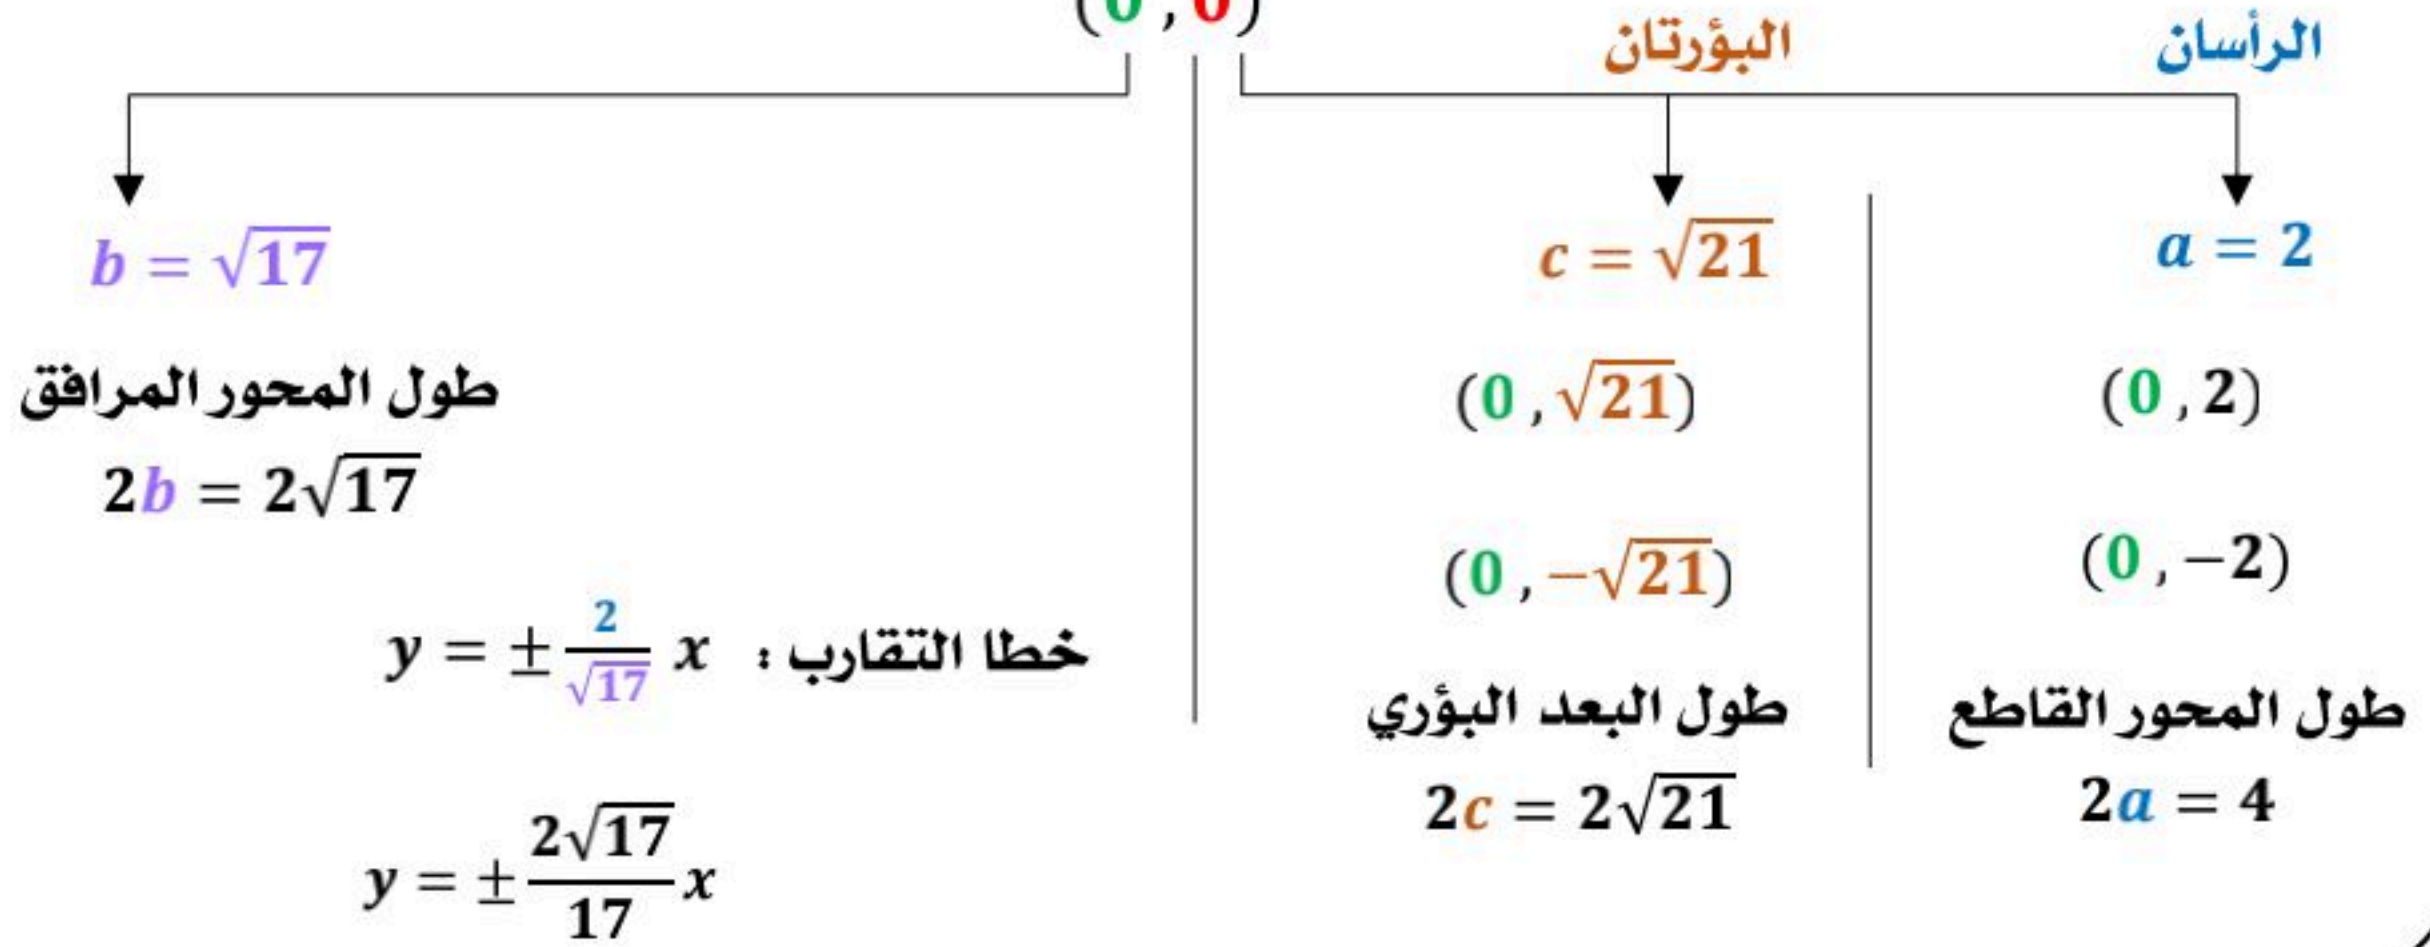 (0 , 0)
الرأسان
a = 2
(0 , 2)
(0 , −2)
طول المحور القاطع
2a = 4
البؤرتان
c = √21
(0 , √21)
(0 , −√21)
طول البعد البؤري
2c = 2√21
b = √17
طول المحور المرافق
2b = 2√17
خطا التقارب : y = ± 2/√17 x
y = ± 2√17/17 x